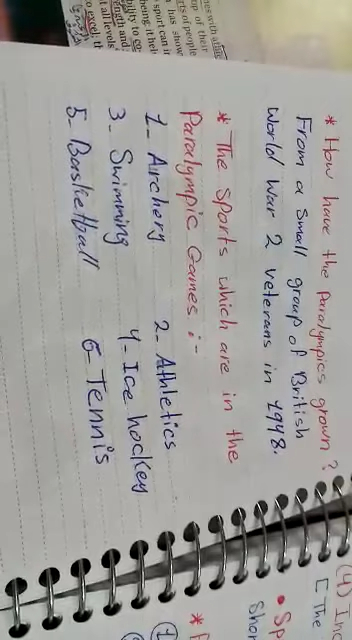 * How have the Paralympics grown?
From a small group of British
World War 2 veterans in 1948.
* The Sports which are in the
Paralympic Games :-
1- Archery 2- Athletics
3- Swimming 4- Ice hockey
5- Basketball 6- Tennis